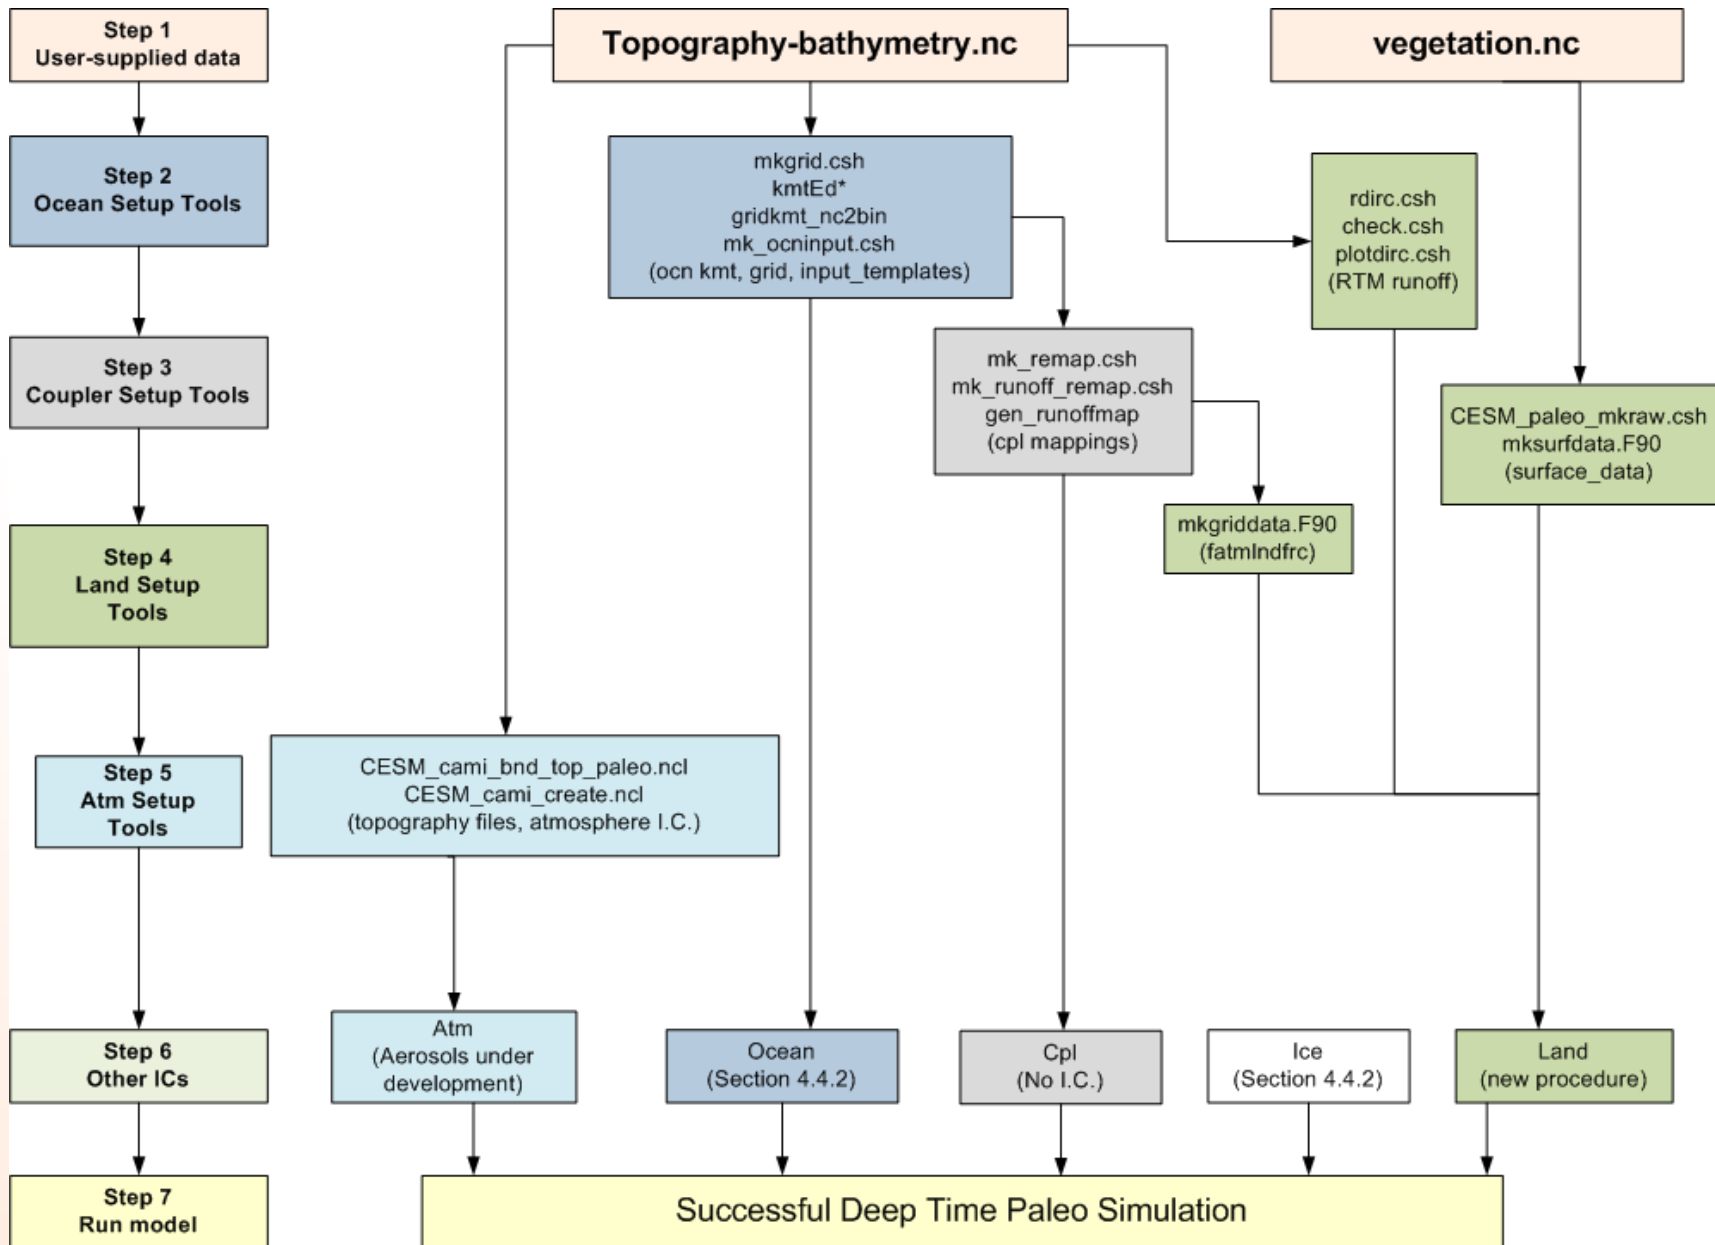 Step 1
User-supplied data
Topography-bathymetry.nc
vegetation.nc
Step 2
Ocean Setup Tools
mkgrid.csh
kmtEd*
gridkmt_nc2bin
mk_ocninput.csh
(ocn kmt, grid, input_templates)
rdirc.csh
check.csh
plotdirc.csh
(RTM runoff)
Step 3
Coupler Setup Tools
mk_remap.csh
mk_runoff_remap.csh
gen_runoffmap
(cpl mappings)
CESM_paleo_mkraw.csh
mksurfdata.F90
(surface_data)
Step 4
Land Setup
Tools
mkgriddata.F90
(fatmlndfrc)
Step 5
Atm Setup
Tools
CESM_cami_bnd_top_paleo.ncl
CESM_cami_create.ncl
(topography files, atmosphere I.C.)
Step 6
Other ICs
Atm
(Aerosols under
development)
Ocean
(Section 4.4.2)
Cpl
(No I.C.)
Ice
(Section 4.4.2)
Land
(new procedure)
Step 7
Run model
Successful Deep Time Paleo Simulation